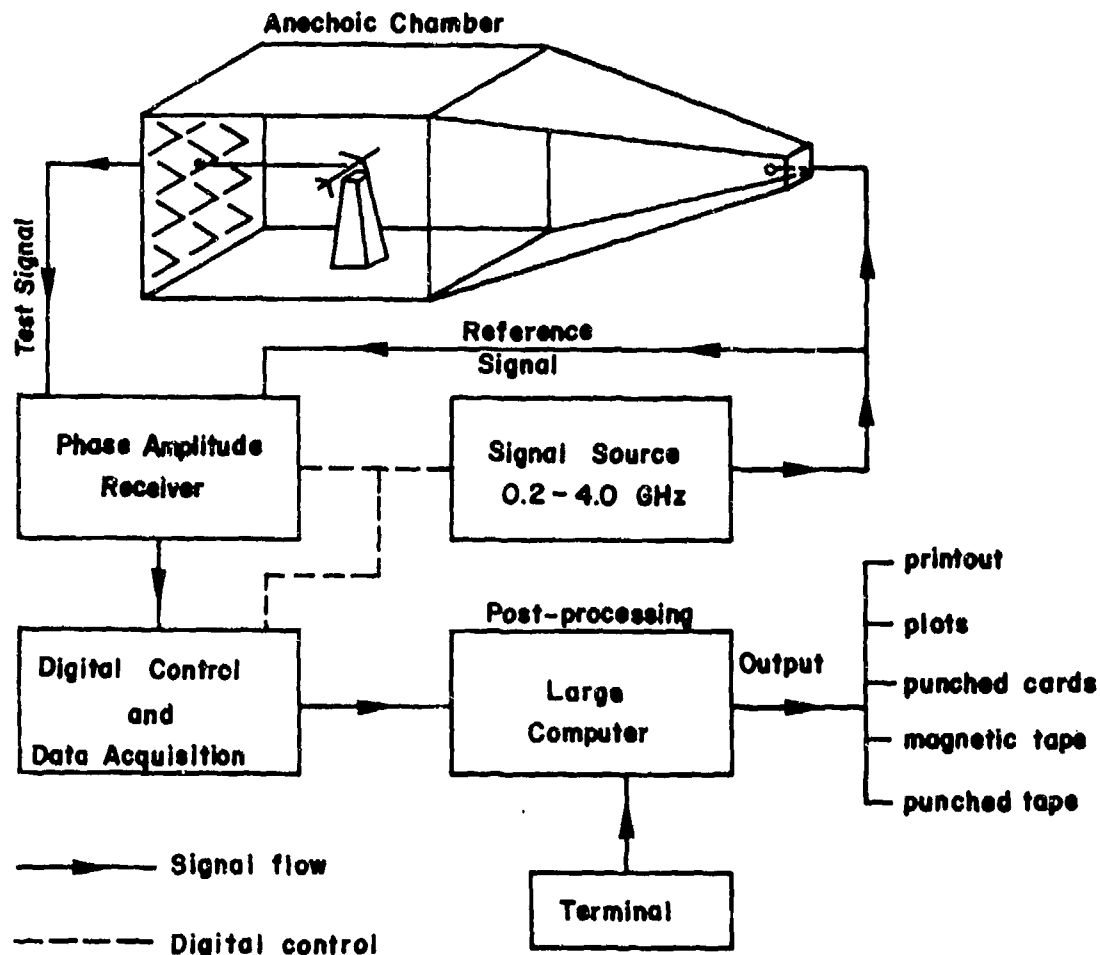 Anechoic Chamber
Test Signal
Reference
Signal
Phase Amplitude
Receiver
Signal Source
0.2-4.0 GHz
printout
plots
punched cards
magnetic tape
punched tape
Digital Control
and
Data Acquisition
Post-processing
Large
Computer
Output
Signal flow
Terminal
Digital control